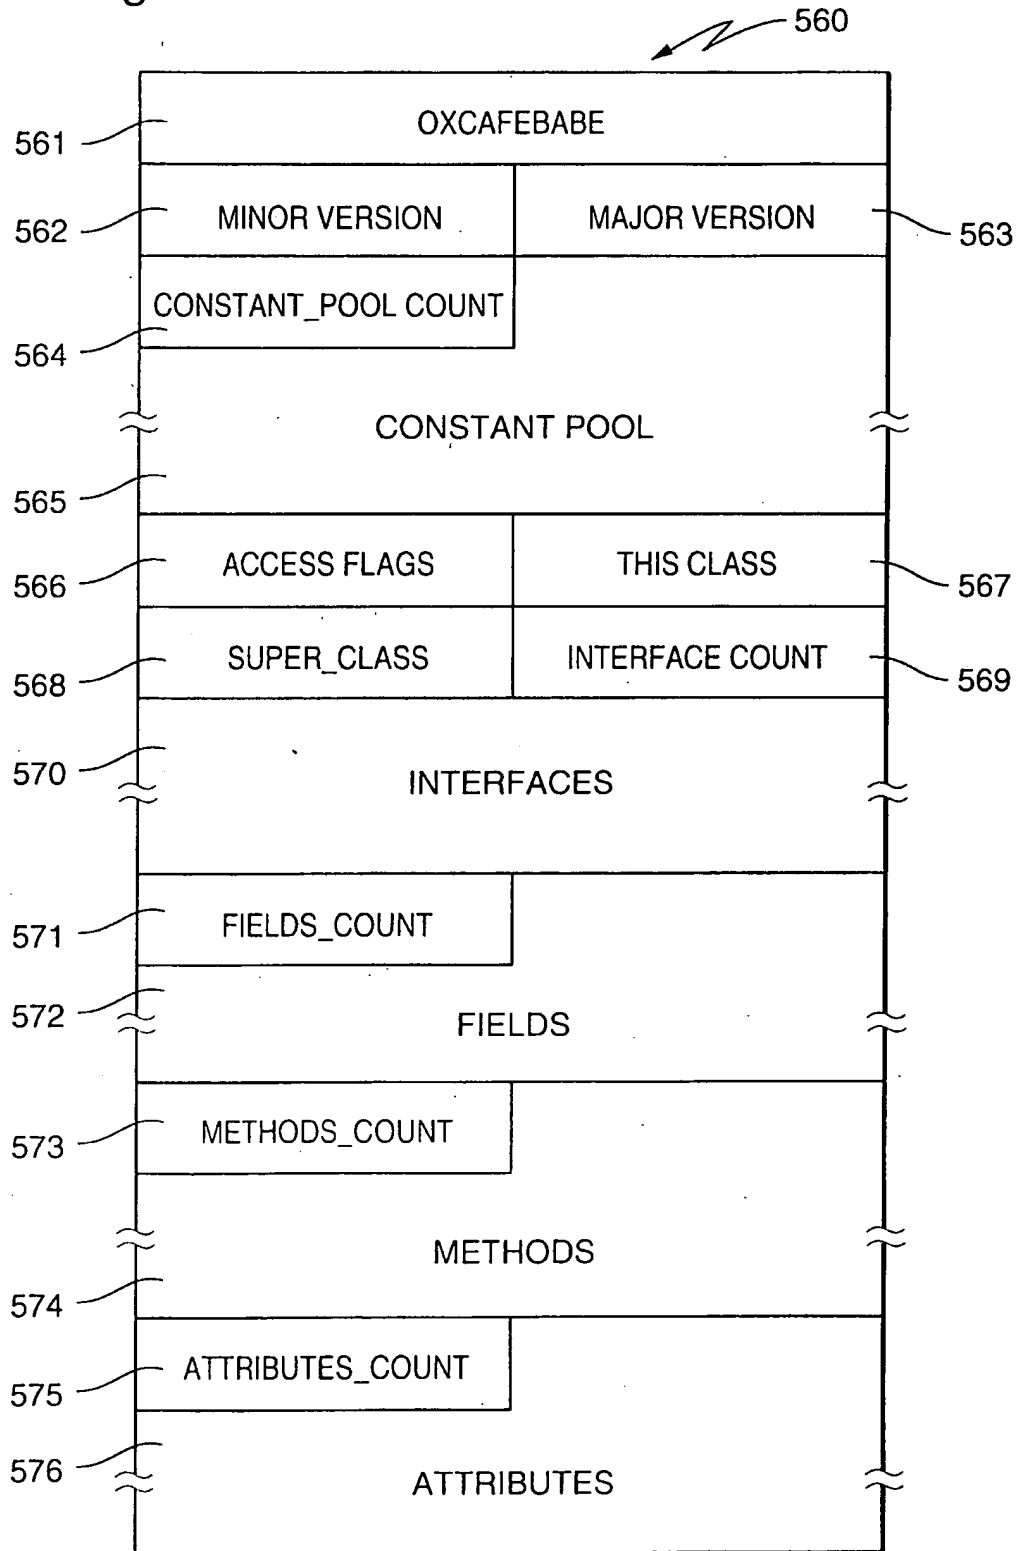 560
561 OXCAFEBABE
562 MINOR VERSION MAJOR VERSION 563
CONSTANT_POOL COUNT
564
CONSTANT POOL
565
566 ACCESS FLAGS THIS CLASS 567
568 SUPER_CLASS INTERFACE COUNT 569
570
INTERFACES
571 FIELDS_COUNT
572
FIELDS
573 METHODS_COUNT
METHODS
574
575 ATTRIBUTES_COUNT
576
ATTRIBUTES